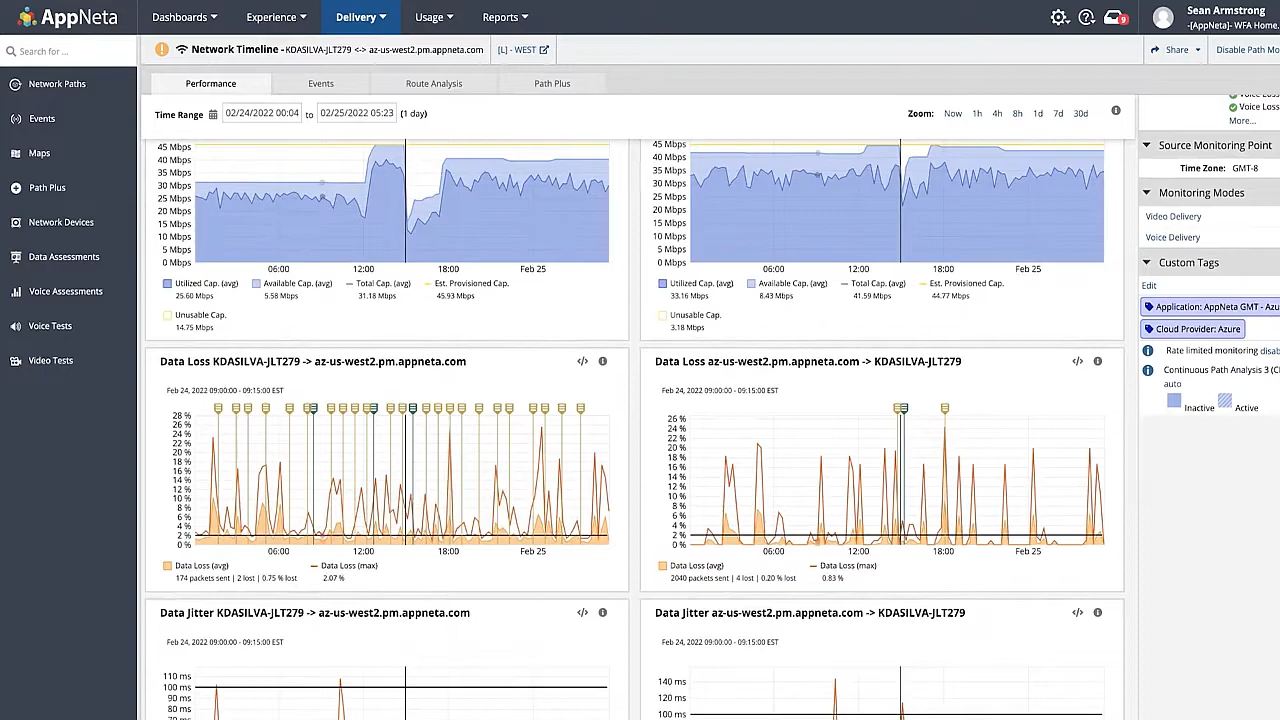 AppNeta
Dashboards Experience Delivery Usage Reports
9
Sean Armstrong
-[AppNeta]- WFA Home.
Search for ...
Network Timeline - KDASILVA-JLT279 <-> az-us-west2.pm.appneta.com [L] - WEST
Share
Disable Path Mo
Network Paths
Events
Maps
Path Plus
Network Devices
Data Assessments
Voice Assessments
Voice Tests
Video Tests
Performance Events Route Analysis Path Plus
Time Range 02/24/2022 00:04 to 02/25/2022 05:23 (1 day)
Zoom: Now 1h 4h 8h 1d 7d 30d
45 Mbps
40 Mbps
35 Mbps
30 Mbps
25 Mbps
20 Mbps
15 Mbps
10 Mbps
5 Mbps
0 Mbps
06:00 12:00 18:00 Feb 25
Utilized Cap. (avg) Available Cap. (avg) Total Cap. (avg) Est. Provisioned Cap.
25.60 Mbps 5.58 Mbps 31.18 Mbps 45.93 Mbps
Unusable Cap.
14.75 Mbps
45 Mbps
40 Mbps
35 Mbps
30 Mbps
25 Mbps
20 Mbps
15 Mbps
10 Mbps
5 Mbps
0 Mbps
06:00 12:00 18:00 Feb 25
Utilized Cap. (avg) Available Cap. (avg) Total Cap. (avg) Est. Provisioned Cap.
33.16 Mbps 8.43 Mbps 41.59 Mbps 44.77 Mbps
Unusable Cap.
3.18 Mbps
Data Loss KDASILVA-JLT279 -> az-us-west2.pm.appneta.com
Feb 24, 2022 09:00:00 - 09:15:00 EST
28 %
26 %
24 %
22 %
20 %
18 %
16 %
14 %
12 %
10 %
8 %
6 %
4 %
2 %
0 %
06:00 12:00 18:00 Feb 25
Data Loss (avg) Data Loss (max)
174 packets sent | 2 lost | 0.75 % lost 2.07 %
Data Loss az-us-west2.pm.appneta.com -> KDASILVA-JLT279
Feb 24, 2022 09:00:00 - 09:15:00 EST
26 %
24 %
22 %
20 %
18 %
16 %
14 %
12 %
10 %
8 %
6 %
4 %
2 %
0 %
06:00 12:00 18:00 Feb 25
Data Loss (avg) Data Loss (max)
2040 packets sent | 4 lost | 0.20 % lost 0.83 %
Data Jitter KDASILVA-JLT279 -> az-us-west2.pm.appneta.com
Feb 24, 2022 09:00:00 - 09:15:00 EST
110 ms
100 ms
90 ms
80 ms
Data Jitter az-us-west2.pm.appneta.com -> KDASILVA-JLT279
Feb 24, 2022 09:00:00 - 09:15:00 EST
140 ms
120 ms
100 ms
Voice Loss
More...
Source Monitoring Point
Time Zone: GMT-8
Monitoring Modes
Video Delivery
Voice Delivery
Custom Tags
Edit
Application: AppNeta GMT - Azu
Cloud Provider: Azure
Rate limited monitoring disab
Continuous Path Analysis 3 (C
auto
Inactive Active